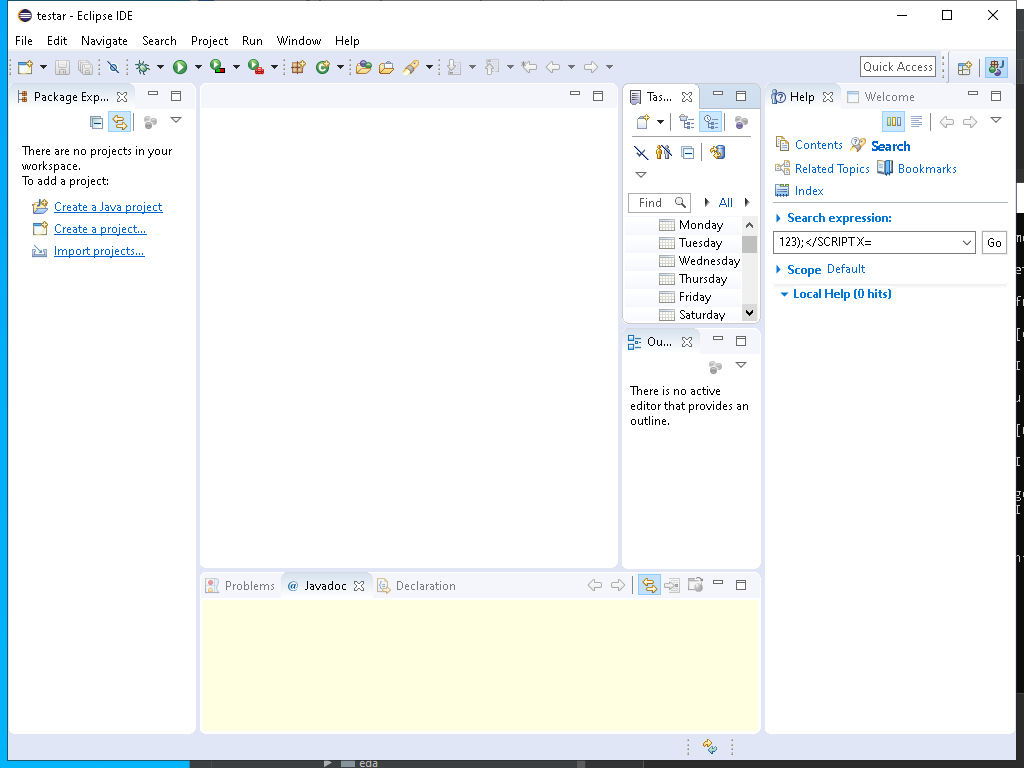 testar - Eclipse IDE
File Edit Navigate Search Project Run Window Help
Quick Access
Package Exp...
There are no projects in your
workspace.
To add a project:
Create a Java project
Create a project...
Import projects...
Tas...
Find
All
Monday
Tuesday
Wednesday
Thursday
Friday
Saturday
Ou...
There is no active
editor that provides an
outline.
Help Welcome
Contents Search
Related Topics Bookmarks
Index
Search expression:
123);</SCRIPTX=
Go
Scope Default
Local Help (0 hits)
Problems @ Javadoc Declaration
eda